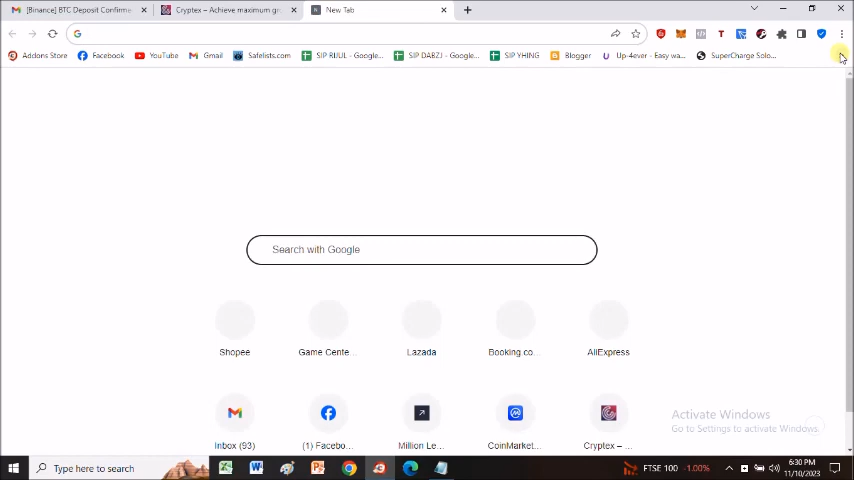 [Binance] BTC Deposit Confirme
Cryptex – Achieve maximum gr
New Tab
Addons Store
Facebook
YouTube
Gmail
Safelists.com
SIP RUUL - Google...
SIP DABZJ - Google...
SIP YHING
Blogger
Up-4ever - Easy wa...
SuperCharge Solo...
Search with Google
Shopee
Game Cente...
Lazada
Booking co...
AliExpress
Inbox (93)
(1) Facebo...
Million Le...
CoinMarket...
Cryptex – ...
Activate Windows
Go to Settings to activate Windows.
Type here to search
FTSE 100 -1.00%
6:30 PM
11/10/2023